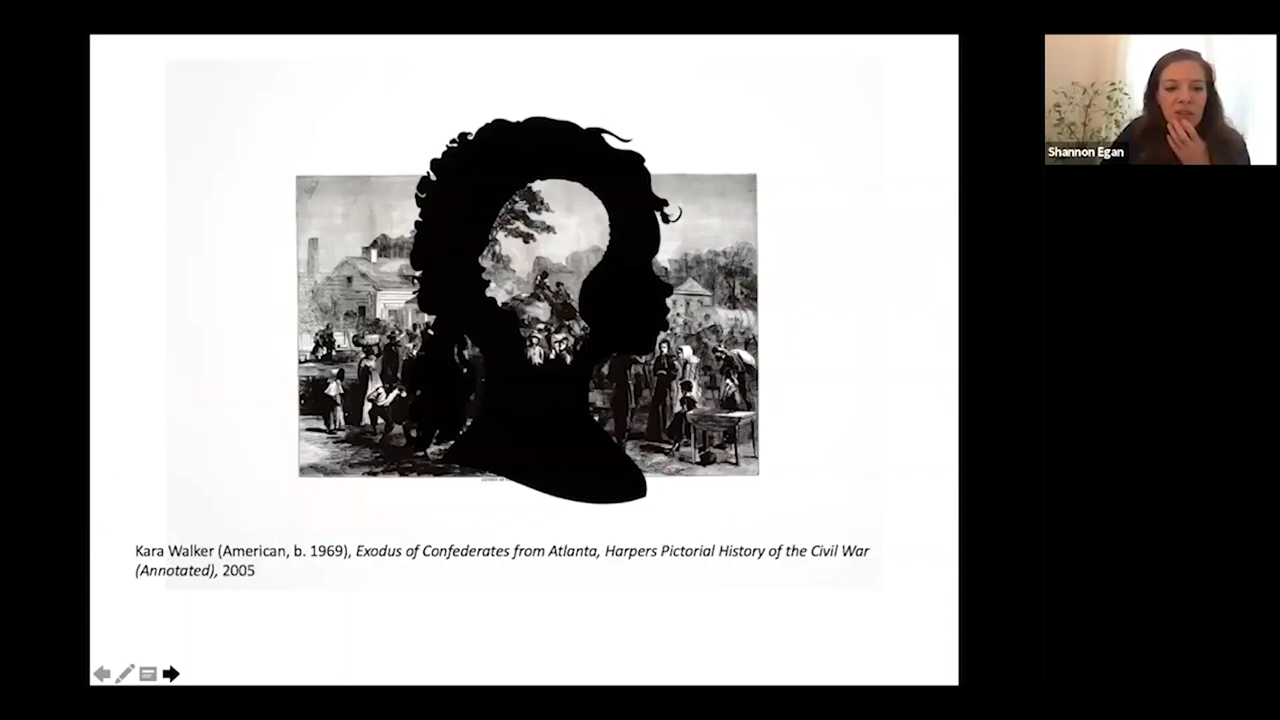 Shannon Egan
Kara Walker (American, b. 1969), Exodus of Confederates from Atlanta, Harpers Pictorial History of the Civil War
(Annotated), 2005